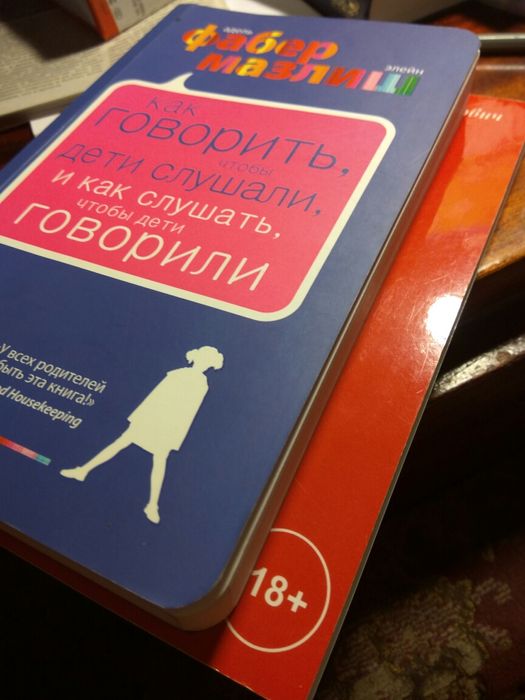 адель
фабер
элейн
мазлиш
как
говорить,
чтобы
дети слушали,
и как слушать,
чтобы дети
говорили
«У всех родителей
быть эта книга!»
Housekeeping
18+